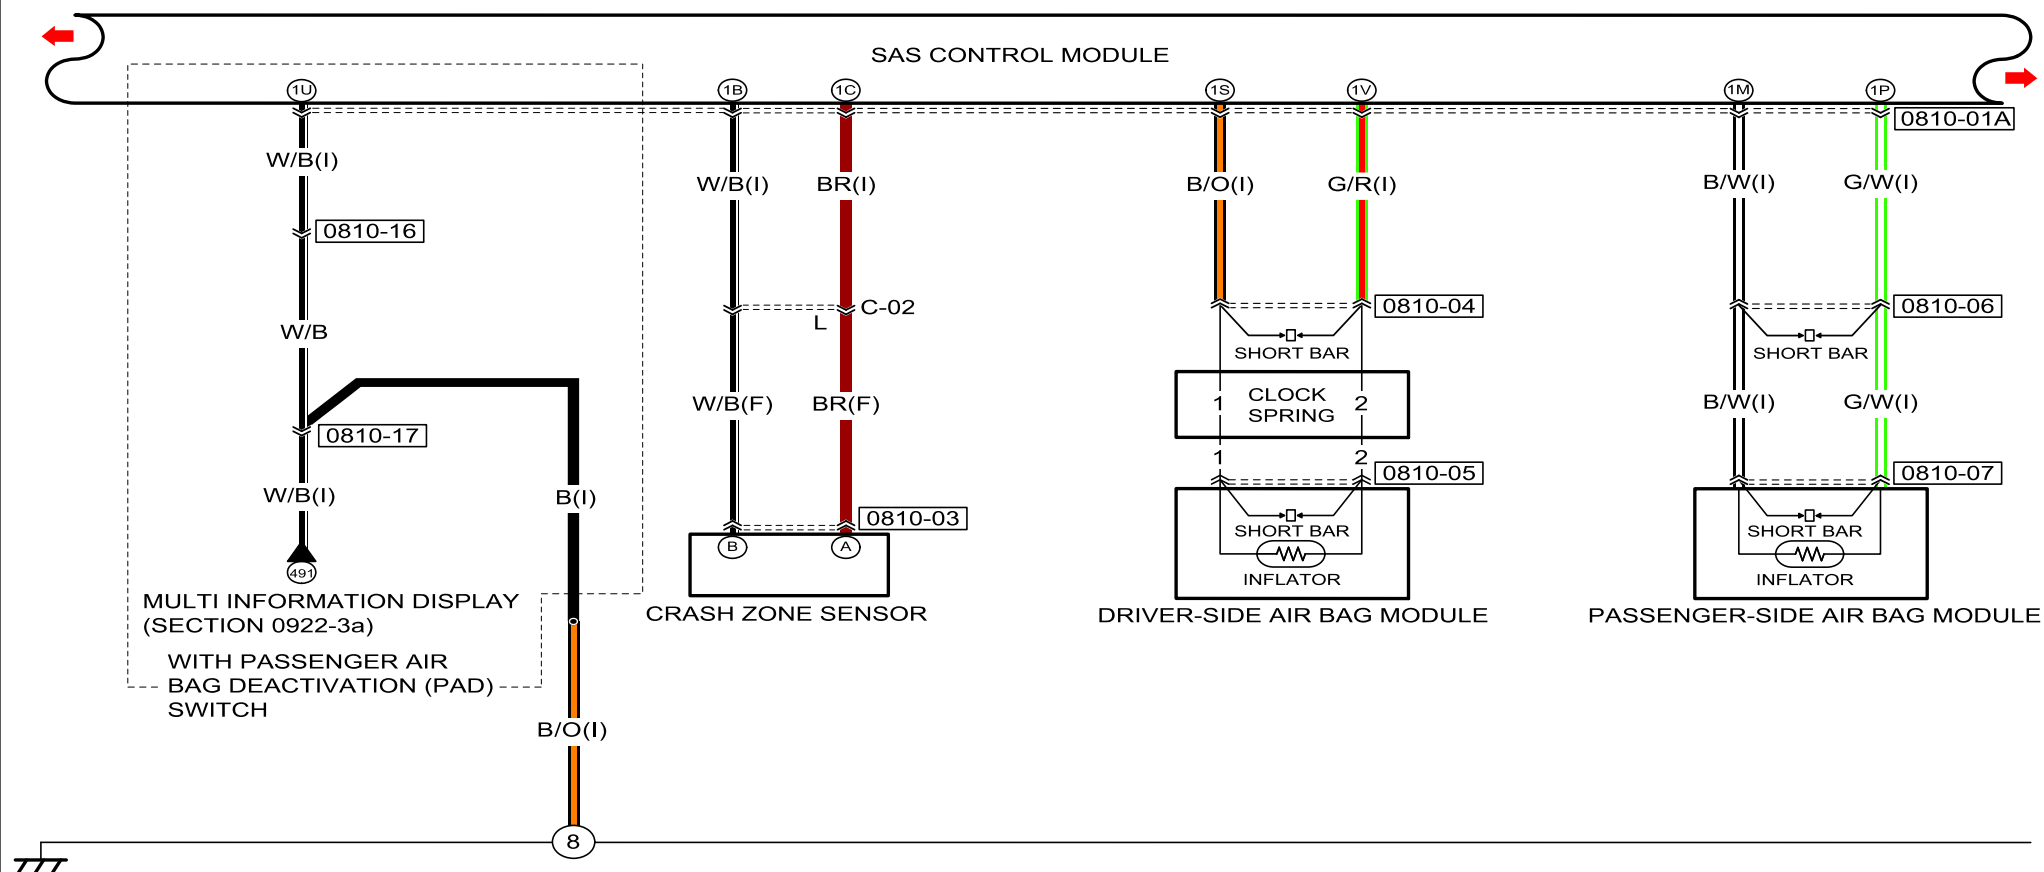 SAS CONTROL MODULE
1U 1B 1C 1S 1V 1M 1P
0810-01A
W/B(I)
W/B(I) BR(I) B/O(I) G/R(I) B/W(I) G/W(I)
0810-16
C-02
L
0810-04
0810-06
W/B
SHORT BAR
SHORT BAR
W/B(F) BR(F)
1 CLOCK SPRING 2
B/W(I) G/W(I)
0810-17
1 2
0810-05
0810-07
W/B(I) B(I)
0810-03
SHORT BAR
SHORT BAR
B A
491
INFLATOR
INFLATOR
MULTI INFORMATION DISPLAY
(SECTION 0922-3a)
CRASH ZONE SENSOR
DRIVER-SIDE AIR BAG MODULE
PASSENGER-SIDE AIR BAG MODULE
WITH PASSENGER AIR
BAG DEACTIVATION (PAD)
SWITCH
B/O(I)
8